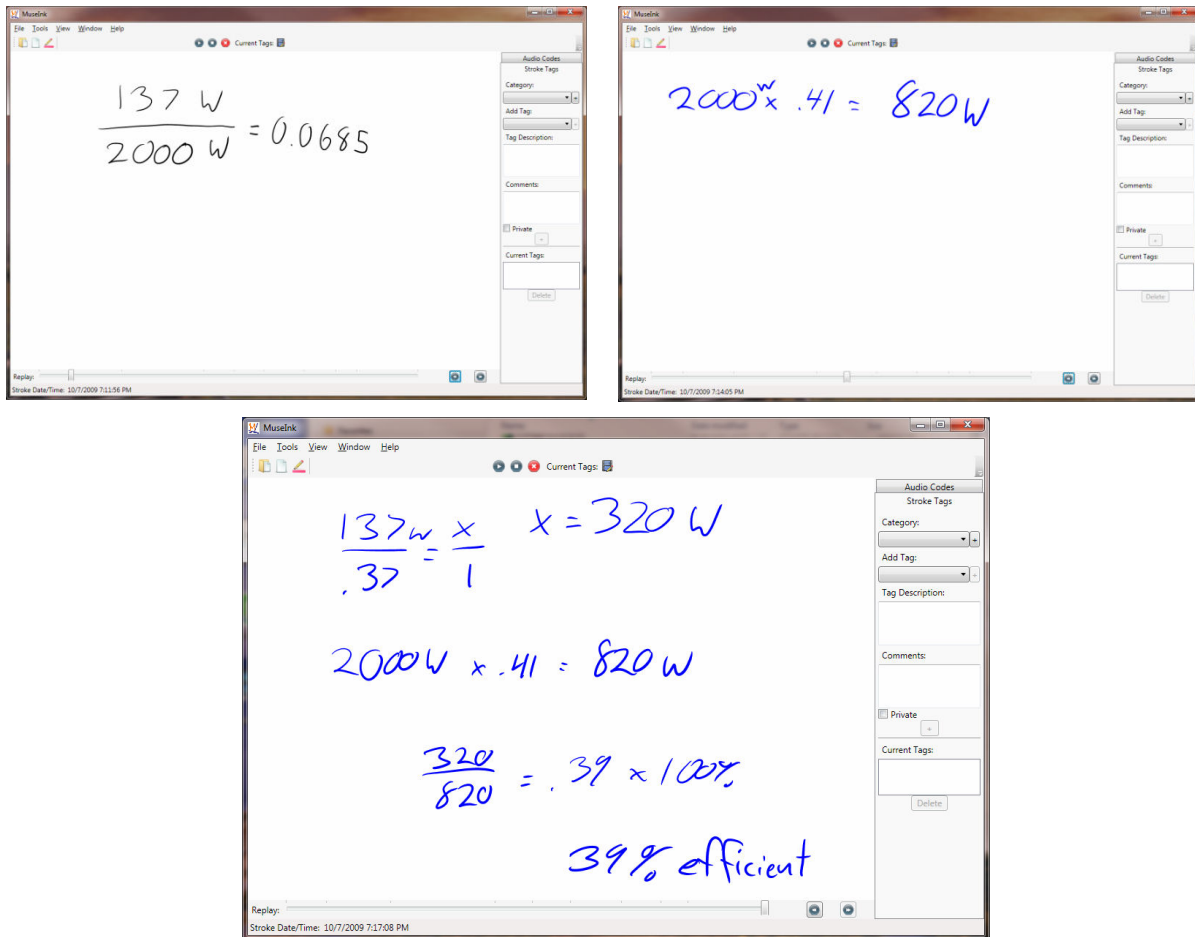 MuseInk
File Tools View Window Help
Current Tags:
137 W
2000 W
= 0.0685
Audio Codes
Stroke Tags
Category:
Add Tag:
Tag Description:
Comments:
Private
+
Current Tags:
Delete
Replay:
Stroke Date/Time: 10/7/2009 7:11:56 PM
MuseInk
File Tools View Window Help
Current Tags:
2000 W x .41 = 820 W
Audio Codes
Stroke Tags
Category:
Add Tag:
Tag Description:
Comments:
Private
+
Current Tags:
Delete
Replay:
Stroke Date/Time: 10/7/2009 7:14:05 PM
MuseInk
File Tools View Window Help
Current Tags:
137 w / .37 = x / 1 x = 320 W
2000 W x .41 = 820 W
320 / 820 = .39 x 100%
39% efficient
Audio Codes
Stroke Tags
Category:
Add Tag:
Tag Description:
Comments:
Private
+
Current Tags:
Delete
Replay:
Stroke Date/Time: 10/7/2009 7:17:08 PM